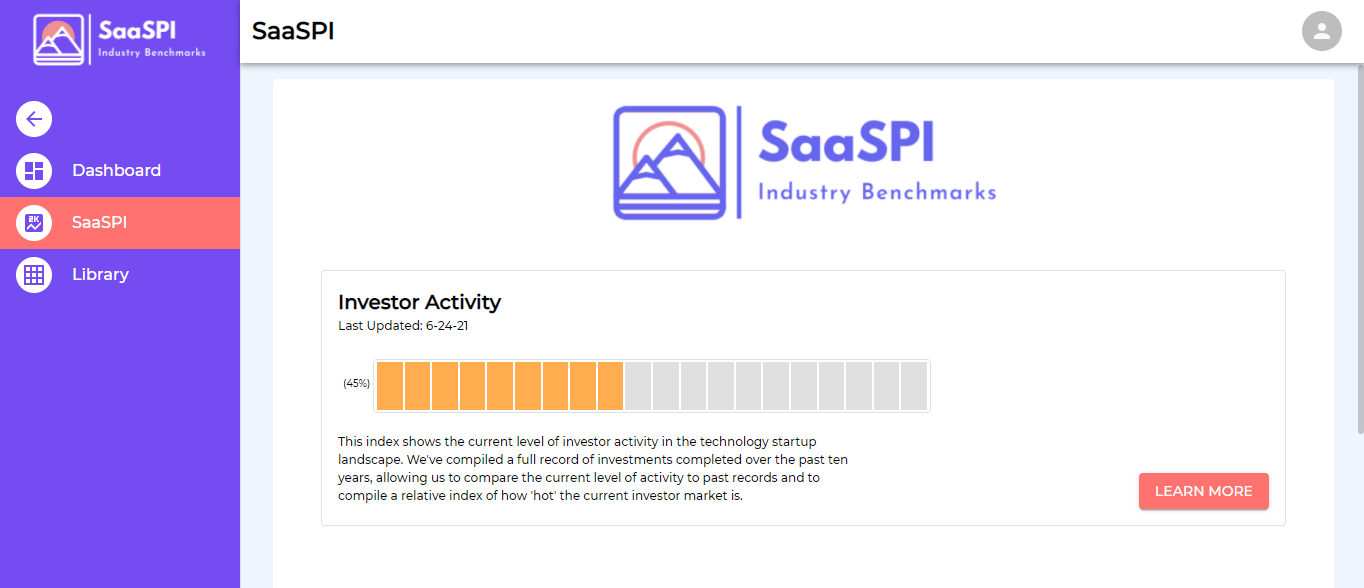 SaaSPI
Industry Benchmarks
SaaSPI
Dashboard
SaaSPI
Library
SaaSPI
Industry Benchmarks
Investor Activity
Last Updated: 6-24-21
(45%)
This index shows the current level of investor activity in the technology startup
landscape. We've compiled a full record of investments completed over the past ten
years, allowing us to compare the current level of activity to past records and to
compile a relative index of how 'hot' the current investor market is.
LEARN MORE